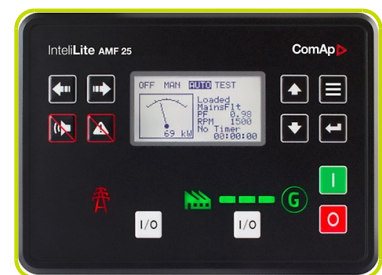 InteliLite AMF 25
ComAp
OFF MAN AUTO TEST
Loaded
MainsFlt
PF 0.98
RPM 1500
No Timer
69 kW 00:00:00
G
I
I/O
I/O
O